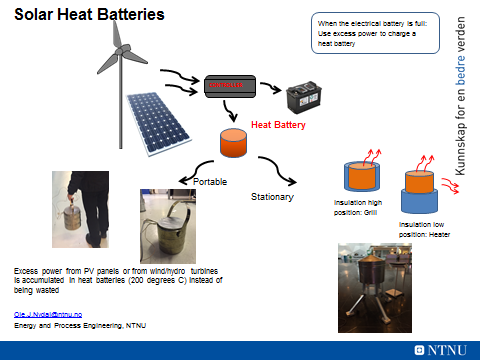 Solar Heat Batteries
When the electrical battery is full:
Use excess power to charge a
heat battery
Kunnskap for en bedre verden
Heat Battery
Portable
Stationary
Insulation high
position: Grill
Insulation low
position: Heater
Excess power from PV panels or from wind/hydro turbines
is accumulated in heat batteries (200 degrees C) instead of
being wasted
Ole.J.Nydal@ntnu.no
Energy and Process Engineering, NTNU
NTNU